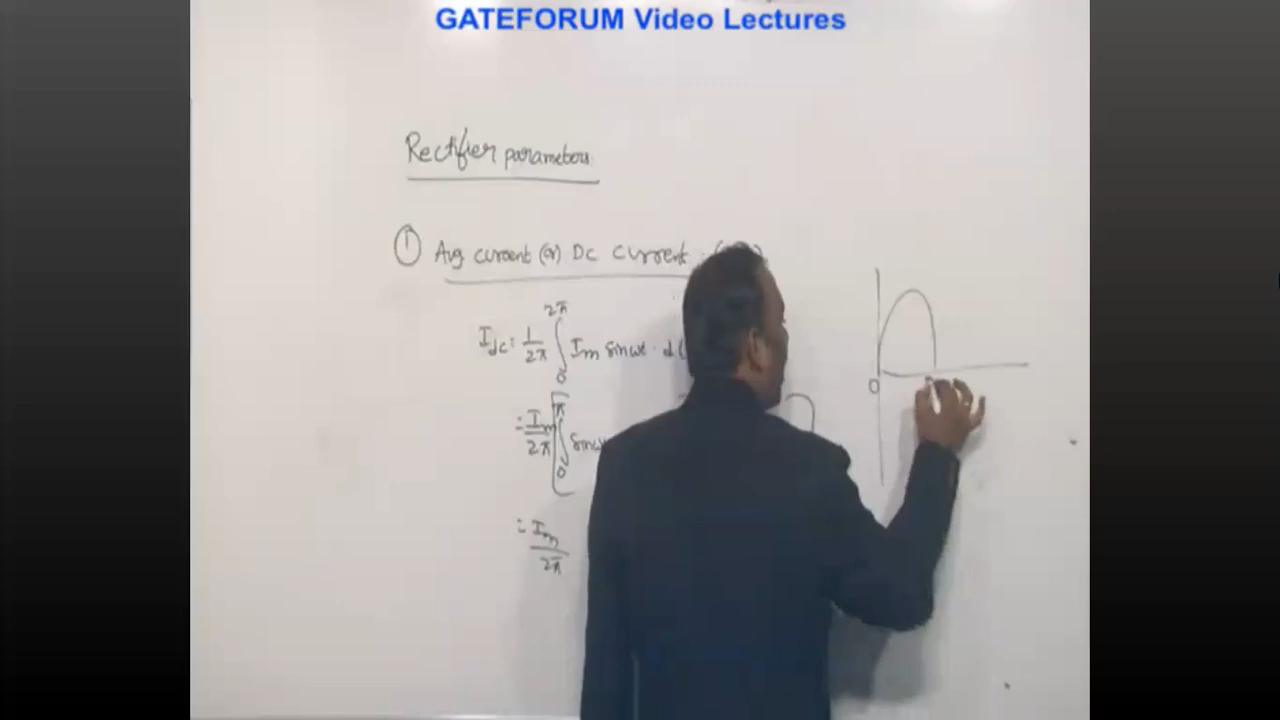 GATEFORUM Video Lectures
Rectifier parameters
① Avg current (or) Dc current
2π
I_dc = 1/2π ∫ I_m sinωt · d(
0
= I_m/2π [ ∫ sinω
π
0
= I_m/2π
0